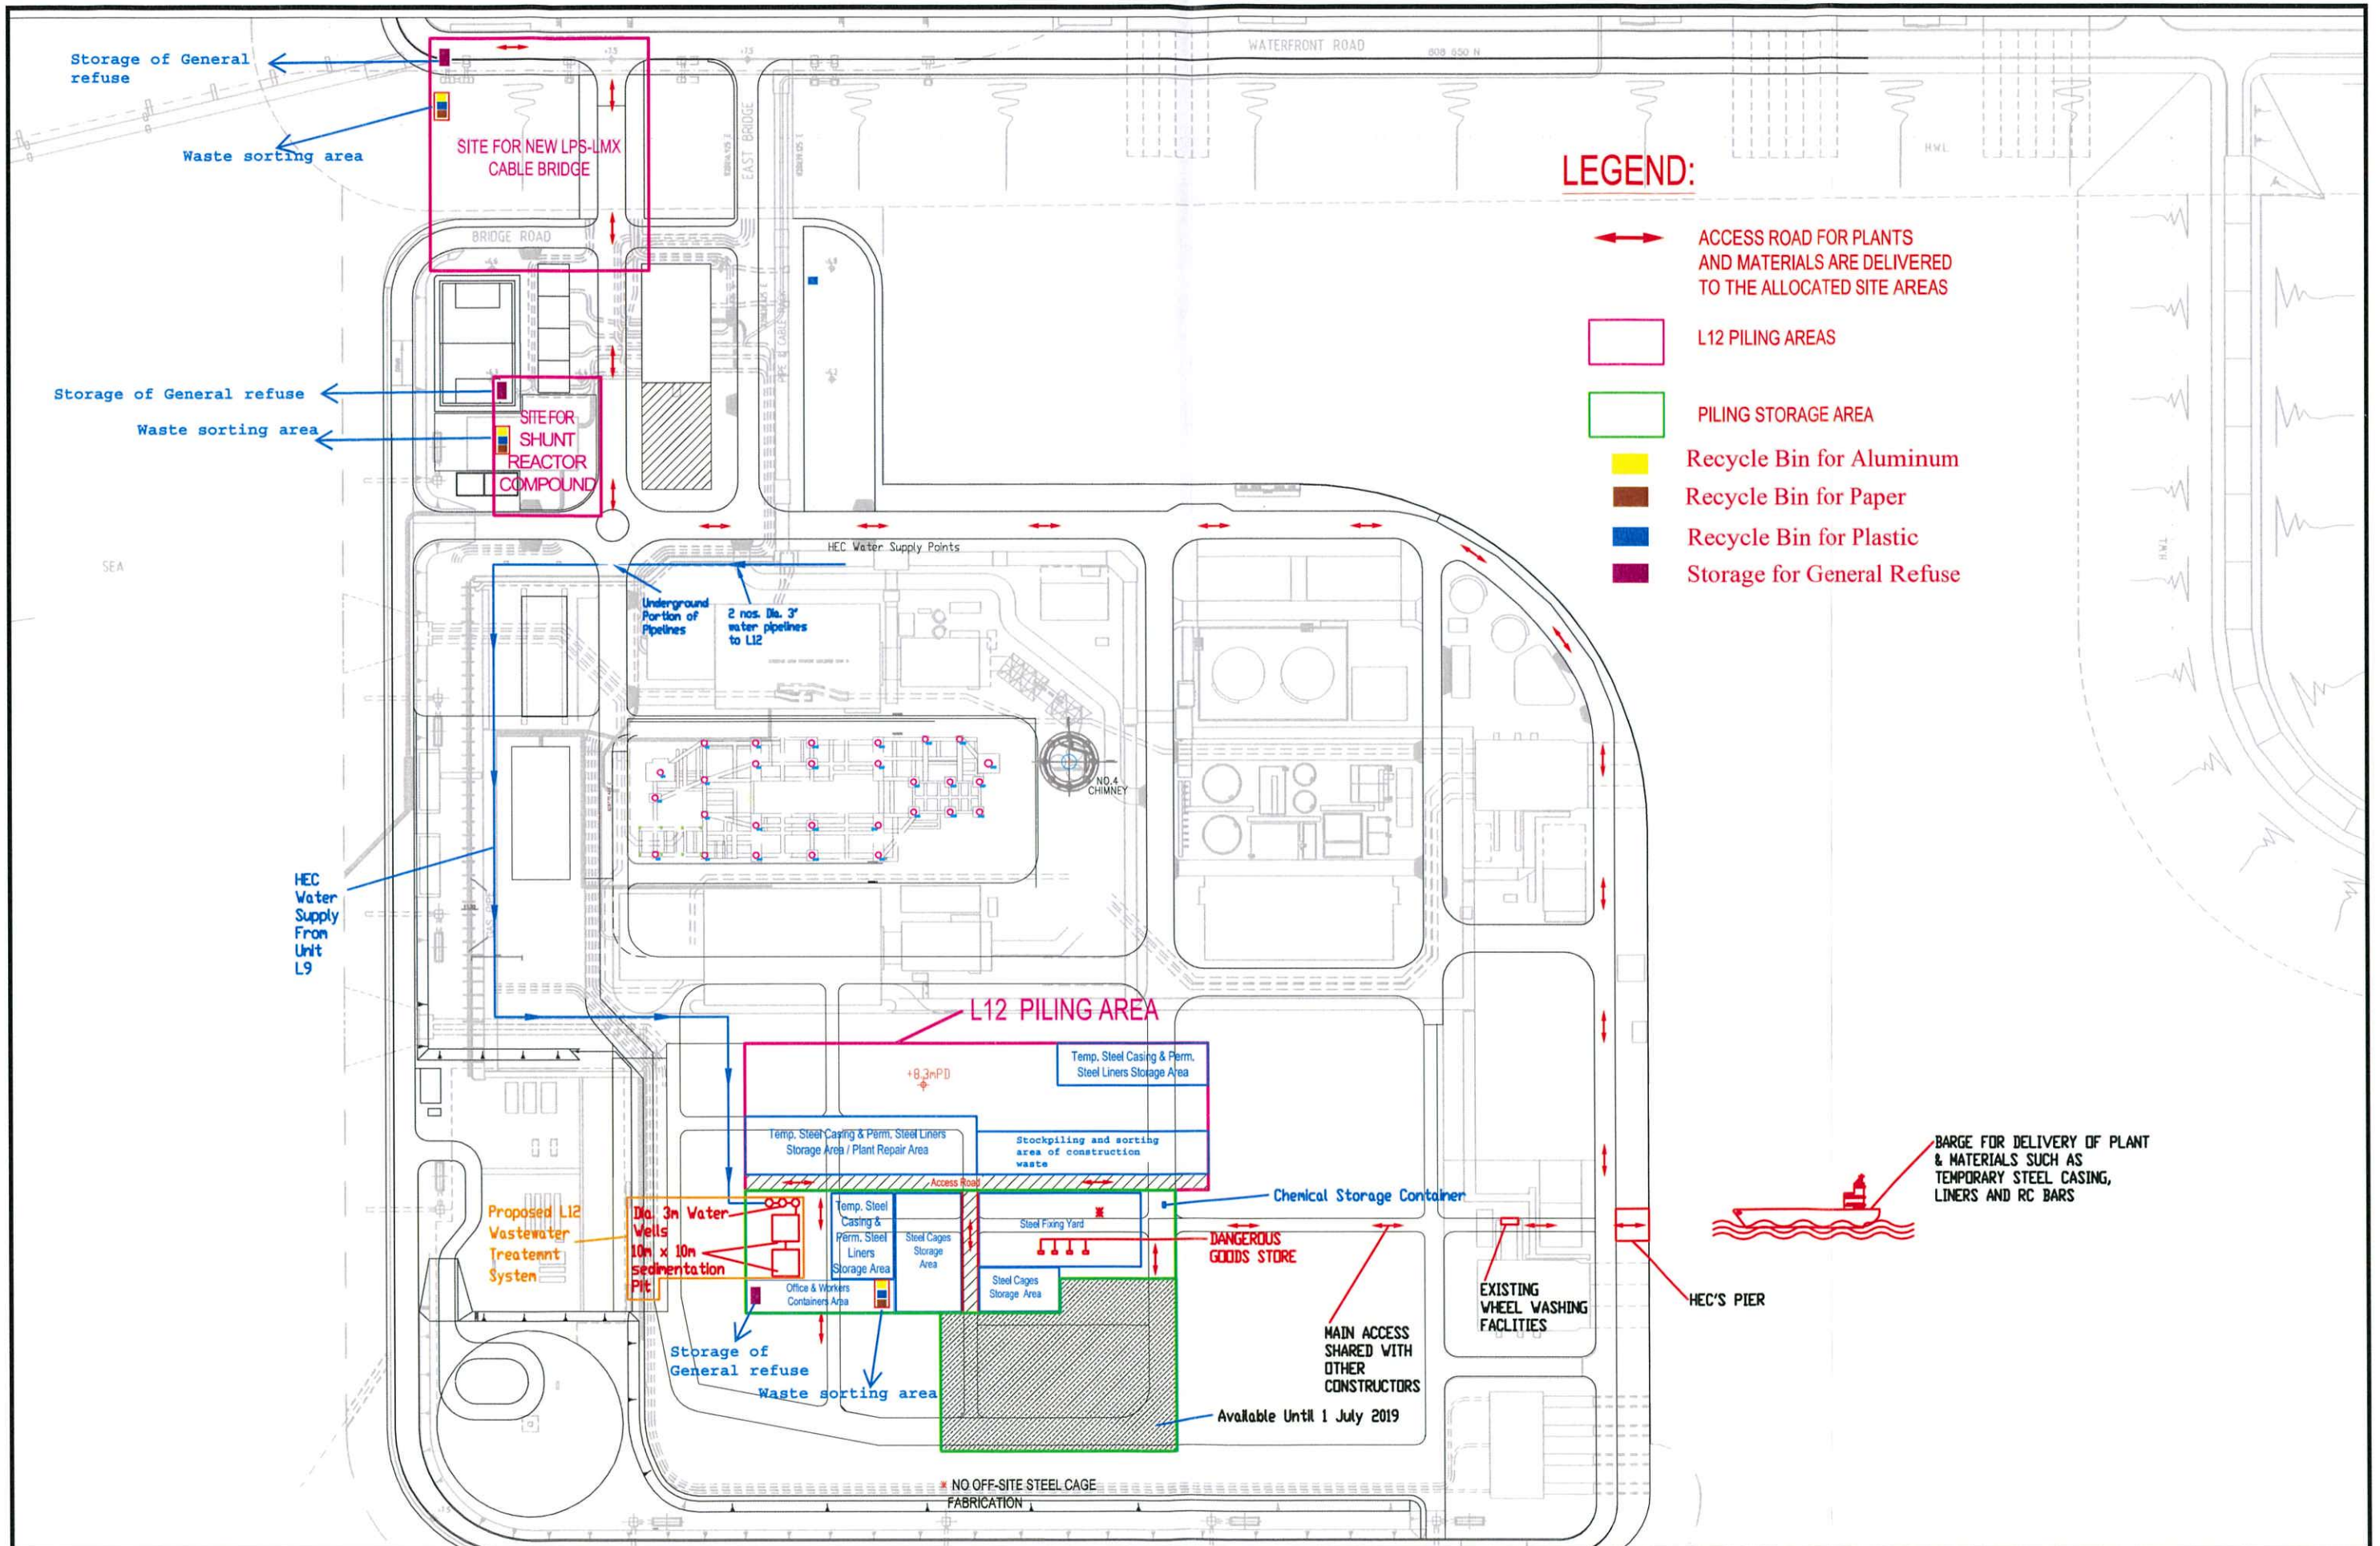 WATERFRONT ROAD
808 650 N
Storage of General
refuse
Waste sorting area
SITE FOR NEW LPS-LMX
CABLE BRIDGE
EAST BRIDGE
BRIDGE ROAD
HWL
LEGEND:
ACCESS ROAD FOR PLANTS
AND MATERIALS ARE DELIVERED
TO THE ALLOCATED SITE AREAS
L12 PILING AREAS
PILING STORAGE AREA
Recycle Bin for Aluminum
Recycle Bin for Paper
Recycle Bin for Plastic
Storage for General Refuse
Storage of General refuse
Waste sorting area
SITE FOR
SHUNT
REACTOR
COMPOUND
SEA
HEC Water Supply Points
Underground
Portion of
Pipelines
2 nos. Dia. 3"
water pipelines
to L12
NO.4
CHIMNEY
HEC
Water
Supply
From
Unit
L9
L12 PILING AREA
+8.3mPD
Temp. Steel Casing & Perm.
Steel Liners Storage Area
Temp. Steel Casing & Perm. Steel Liners
Storage Area / Plant Repair Area
Stockpiling and sorting
area of construction
waste
Access Road
Chemical Storage Container
Proposed L12
Wastewater
Treatemnt
System
Dia. 3m Water
Wells
10m x 10m
sedimentation
Pit
Temp. Steel
Casing &
Perm. Steel
Liners
Storage Area
Steel Cages
Storage
Area
Steel Fixing Yard
Steel Cages
Storage Area
DANGEROUS
GOODS STORE
Office & Workers
Containers Area
Storage of
General refuse
Waste sorting area
MAIN ACCESS
SHARED WITH
OTHER
CONSTRUCTORS
EXISTING
WHEEL WASHING
FACLITIES
HEC'S PIER
BARGE FOR DELIVERY OF PLANT
& MATERIALS SUCH AS
TEMPORARY STEEL CASING,
LINERS AND RC BARS
Available Until 1 July 2019
* NO OFF-SITE STEEL CAGE
FABRICATION